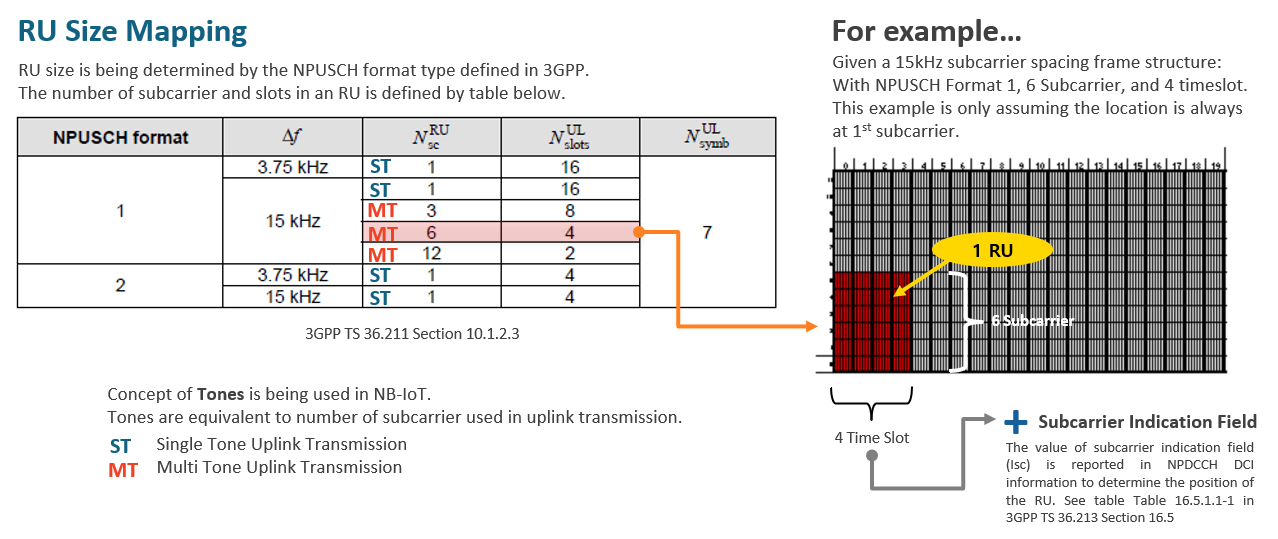 RU Size Mapping
RU size is being determined by the NPUSCH format type defined in 3GPP.
The number of subcarrier and slots in an RU is defined by table below.
NPUSCH format Δf N_sc^RU N_slots^UL N_symb^UL
1 3.75 kHz ST 1 16 7
15 kHz ST 1 16
MT 3 8
MT 6 4
MT 12 2
2 3.75 kHz ST 1 4
15 kHz ST 1 4
3GPP TS 36.211 Section 10.1.2.3
Concept of Tones is being used in NB-IoT.
Tones are equivalent to number of subcarrier used in uplink transmission.
ST Single Tone Uplink Transmission
MT Multi Tone Uplink Transmission
For example...
Given a 15kHz subcarrier spacing frame structure:
With NPUSCH Format 1, 6 Subcarrier, and 4 timeslot.
This example is only assuming the location is always
at 1st subcarrier.
0 1 2 3 4 5 6 7 8 9 10 11 12 13 14 15 16 17 18 19
1 RU
6 Subcarrier
4 Time Slot
Subcarrier Indication Field
The value of subcarrier indication field
(Isc) is reported in NPDCCH DCI
information to determine the position of
the RU. See table Table 16.5.1.1-1 in
3GPP TS 36.213 Section 16.5